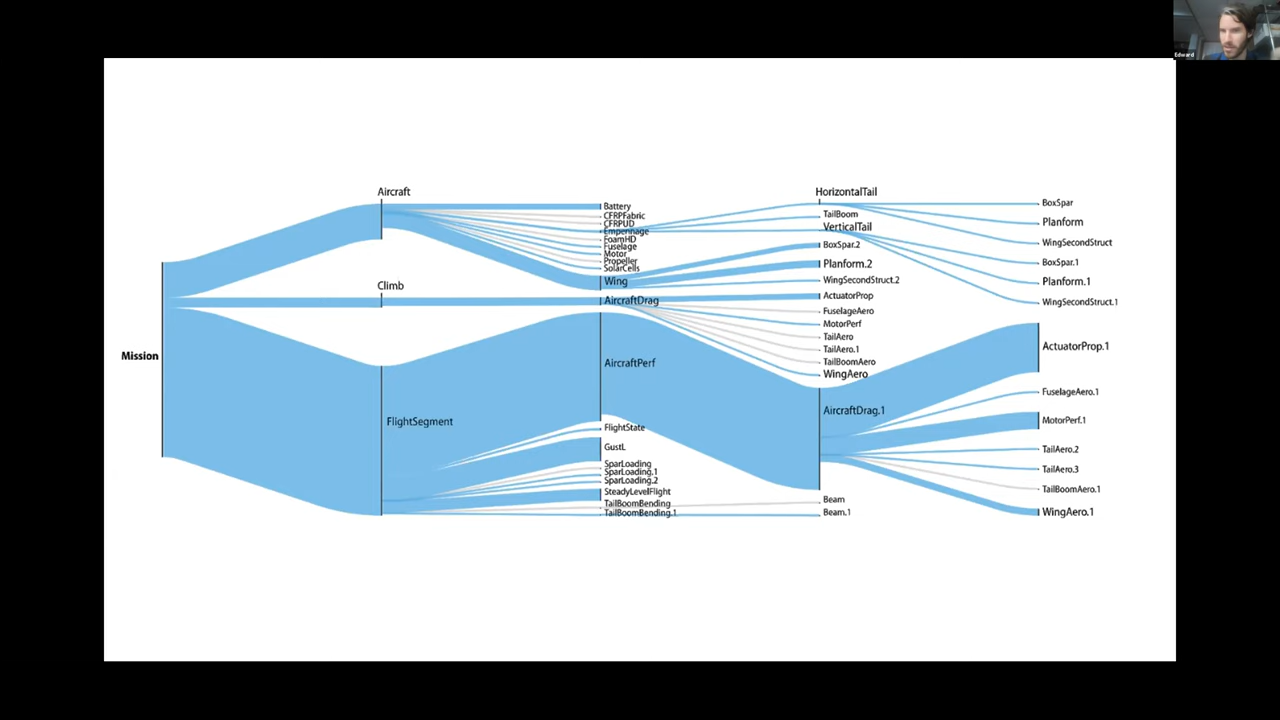 Edward
Mission
Aircraft
Climb
FlightSegment
Battery
CFRPFabric
CFRPUD
Empennage
FoamHD
Fuselage
Motor
Propeller
SolarCells
Wing
AircraftDrag
AircraftPerf
FlightState
GustL
SparLoading
SparLoading.1
SparLoading.2
SteadyLevelFlight
TailBoomBending
TailBoomBending.1
HorizontalTail
TailBoom
VerticalTail
BoxSpar.2
Planform.2
WingSecondStruct.2
ActuatorProp
FuselageAero
MotorPerf
TailAero
TailAero.1
TailBoomAero
WingAero
AircraftDrag.1
Beam
Beam.1
BoxSpar
Planform
WingSecondStruct
BoxSpar.1
Planform.1
WingSecondStruct.1
ActuatorProp.1
FuselageAero.1
MotorPerf.1
TailAero.2
TailAero.3
TailBoomAero.1
WingAero.1